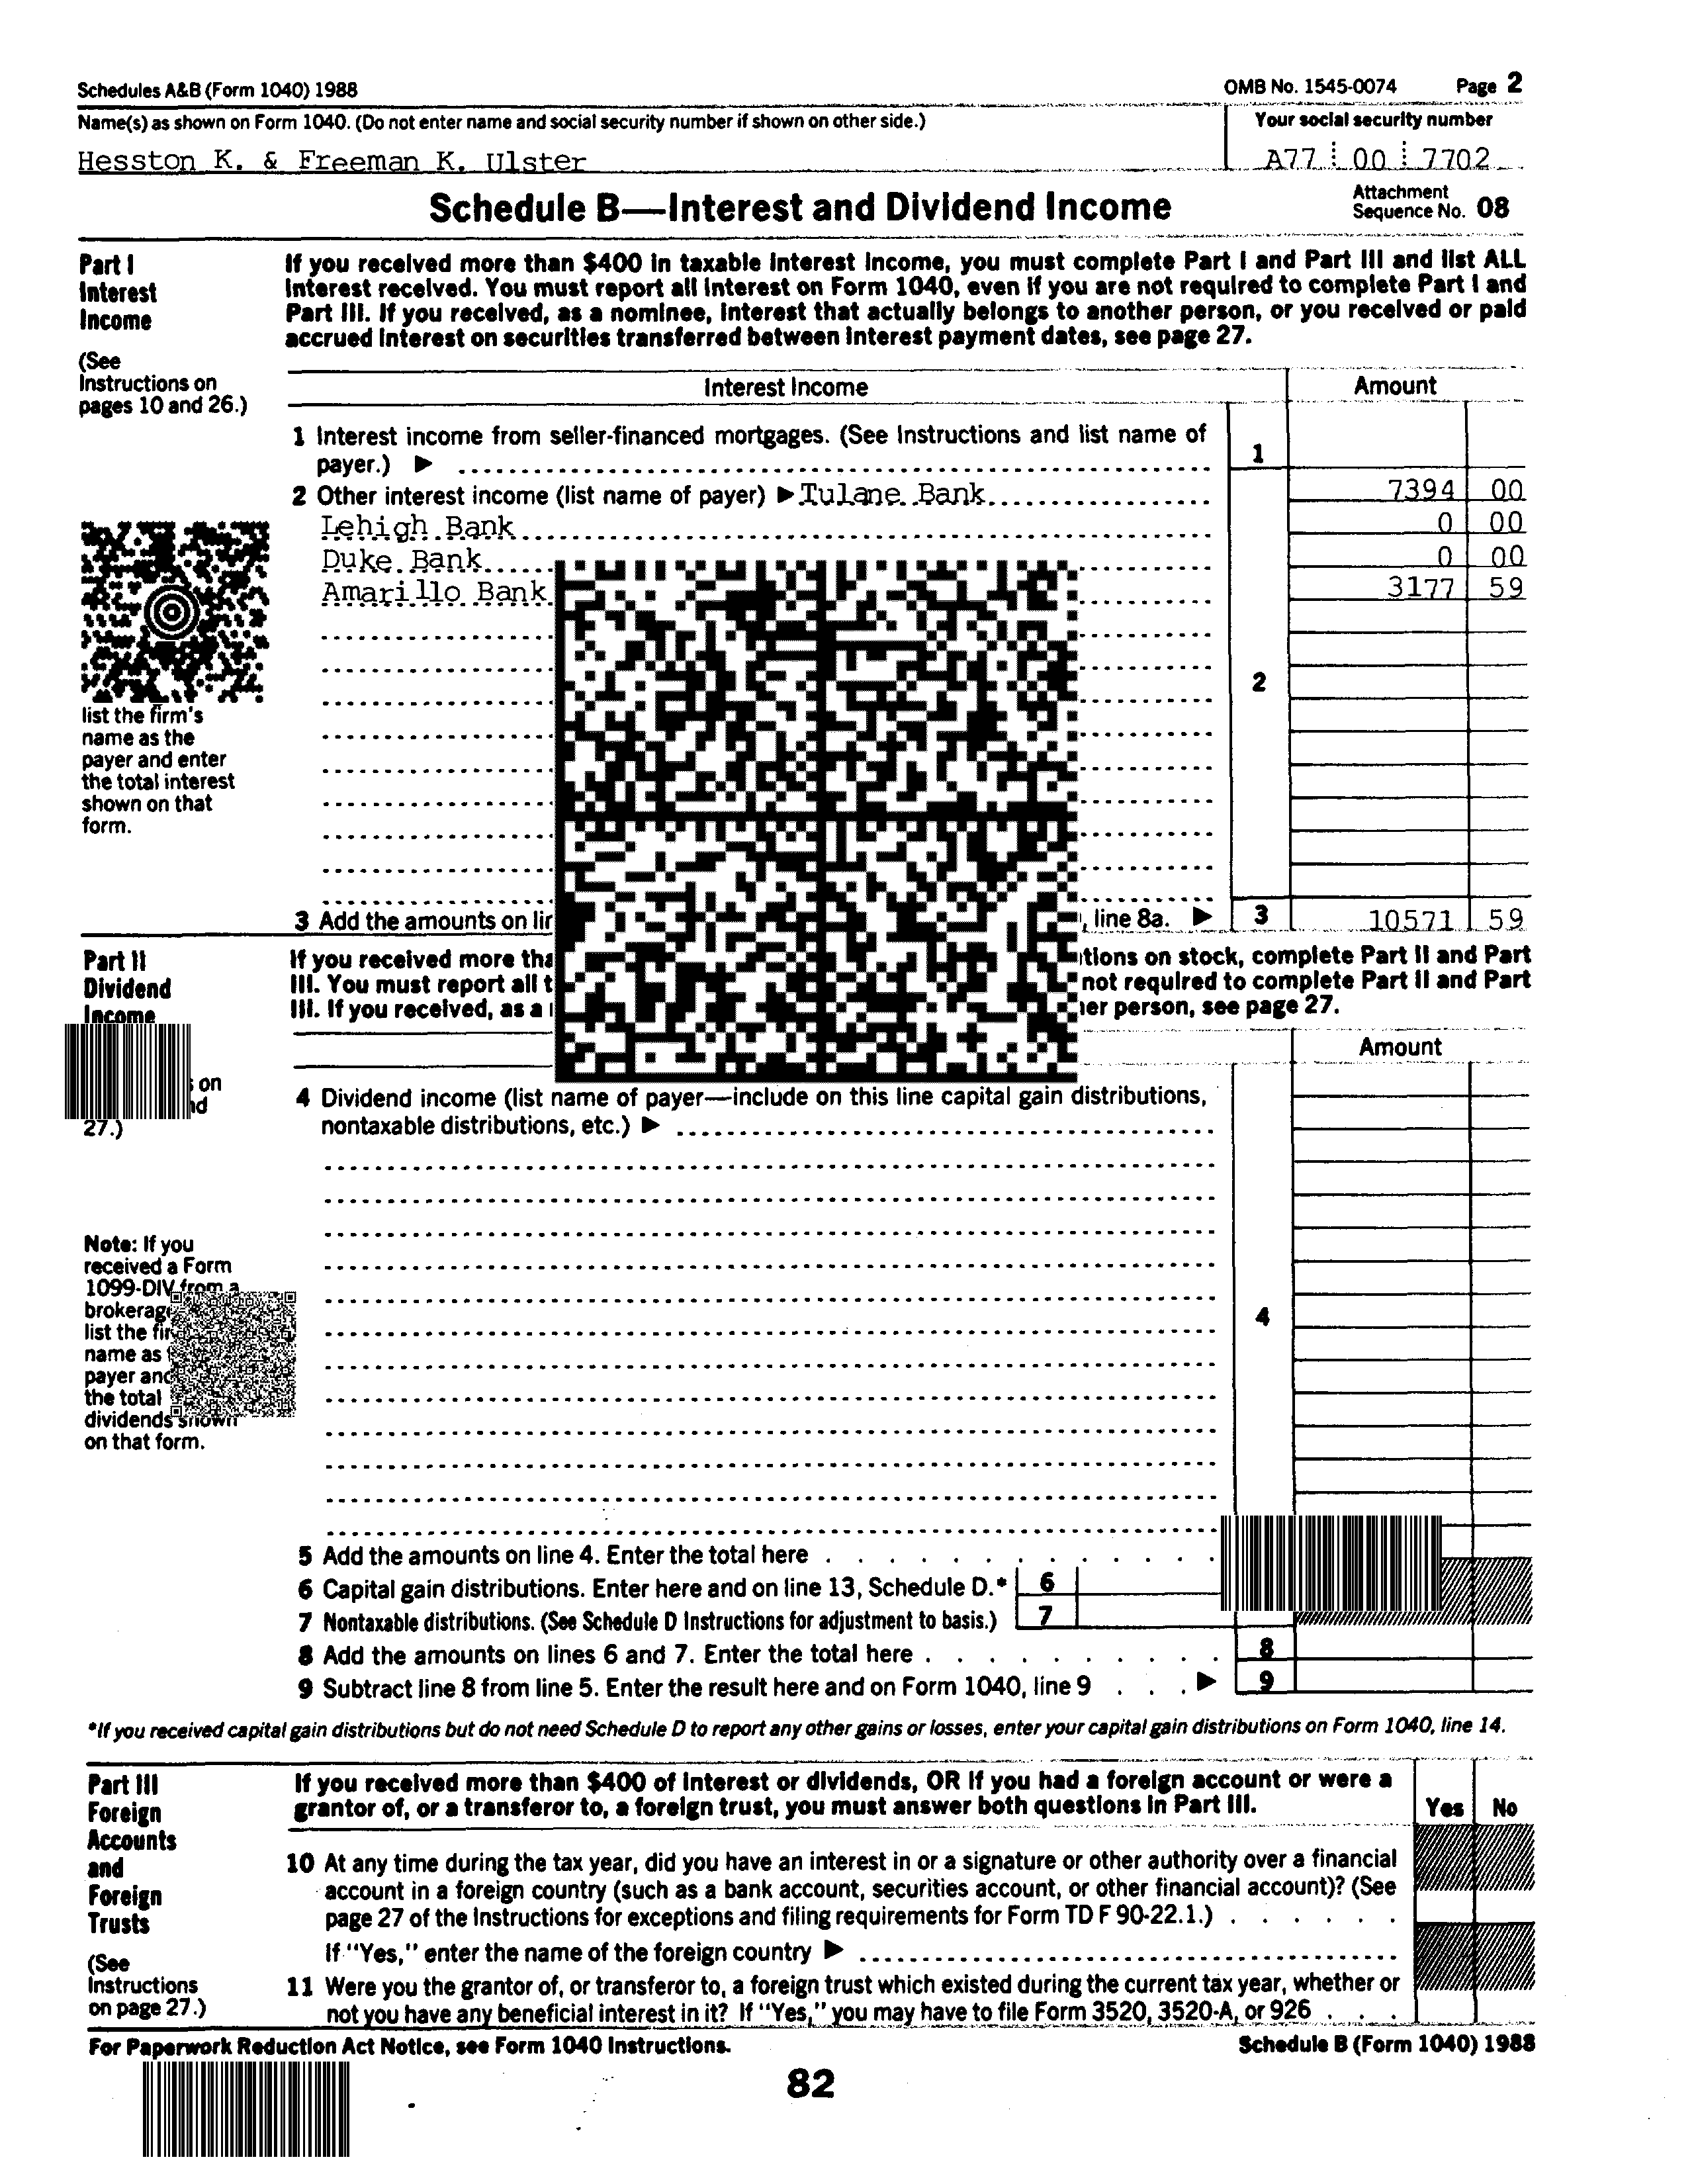 Schedules A&B (Form 1040) 1988 OMB No. 1545-0074 Page 2
Name(s) as shown on Form 1040. (Do not enter name and social security number if shown on other side.) Your social security number
Hesston K. & Freeman K. Ulster A77 00 7702
Schedule B—Interest and Dividend Income Attachment Sequence No. 08
Part I
Interest
Income
(See
Instructions on
pages 10 and 26.)
If you received more than $400 in taxable interest income, you must complete Part I and Part III and list ALL
interest received. You must report all interest on Form 1040, even if you are not required to complete Part I and
Part III. If you received, as a nominee, interest that actually belongs to another person, or you received or paid
accrued interest on securities transferred between interest payment dates, see page 27.
Interest Income Amount
1 Interest income from seller-financed mortgages. (See Instructions and list name of
payer.) ▶ 1
2 Other interest income (list name of payer) ▶ Tulane Bank 7394 00
Lehigh Bank 0 00
Duke Bank 0 00
Amarillo Bank 3177 59
2
list the firm's
name as the
payer and enter
the total interest
shown on that
form.
3 Add the amounts on , line 8a. ▶ 3 10571 59
Part II
Dividend
Income
on
27.)
If you received more tions on stock, complete Part II and Part
III. You must report all not required to complete Part II and Part
III. If you received, as a er person, see page 27.
Amount
4 Dividend income (list name of payer—include on this line capital gain distributions,
nontaxable distributions, etc.) ▶
4
Note: If you
received a Form
1099-DIV from a
brokerage
list the
name as
payer and
the total
dividends shown
on that form.
5 Add the amounts on line 4. Enter the total here
6 Capital gain distributions. Enter here and on line 13, Schedule D.* 6
7 Nontaxable distributions. (See Schedule D Instructions for adjustment to basis.) 7
8 Add the amounts on lines 6 and 7. Enter the total here 8
9 Subtract line 8 from line 5. Enter the result here and on Form 1040, line 9 ▶ 9
*If you received capital gain distributions but do not need Schedule D to report any other gains or losses, enter your capital gain distributions on Form 1040, line 14.
Part III
Foreign
Accounts
and
Foreign
Trusts
(See
Instructions
on page 27.)
If you received more than $400 of interest or dividends, OR if you had a foreign account or were a
grantor of, or a transferor to, a foreign trust, you must answer both questions in Part III. Yes No
10 At any time during the tax year, did you have an interest in or a signature or other authority over a financial
account in a foreign country (such as a bank account, securities account, or other financial account)? (See
page 27 of the Instructions for exceptions and filing requirements for Form TD F 90-22.1.)
If "Yes," enter the name of the foreign country ▶
11 Were you the grantor of, or transferor to, a foreign trust which existed during the current tax year, whether or
not you have any beneficial interest in it? If "Yes," you may have to file Form 3520, 3520-A, or 926
For Paperwork Reduction Act Notice, see Form 1040 Instructions. Schedule B (Form 1040) 1988
82